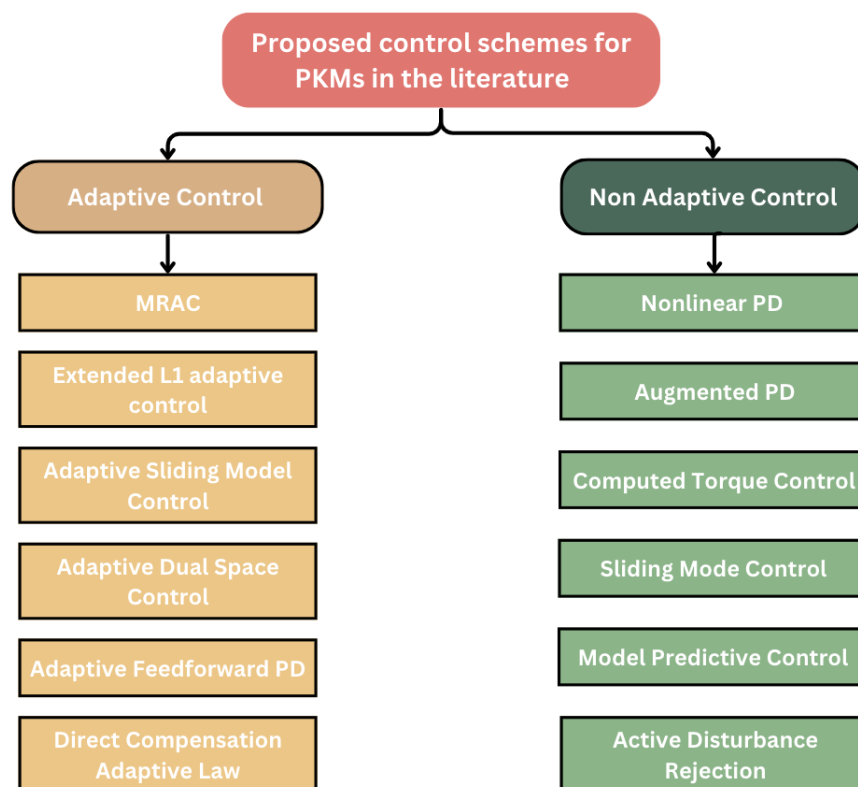 Proposed control schemes for
PKMs in the literature
Adaptive Control
MRAC
Extended L1 adaptive
control
Adaptive Sliding Model
Control
Adaptive Dual Space
Control
Adaptive Feedforward PD
Direct Compensation
Adaptive Law
Non Adaptive Control
Nonlinear PD
Augmented PD
Computed Torque Control
Sliding Mode Control
Model Predictive Control
Active Disturbance
Rejection